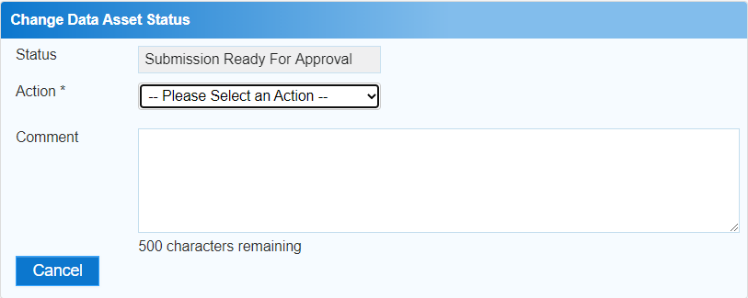 Change Data Asset Status
Status
Submission Ready For Approval
Action *
-- Please Select an Action --
Comment
500 characters remaining
Cancel